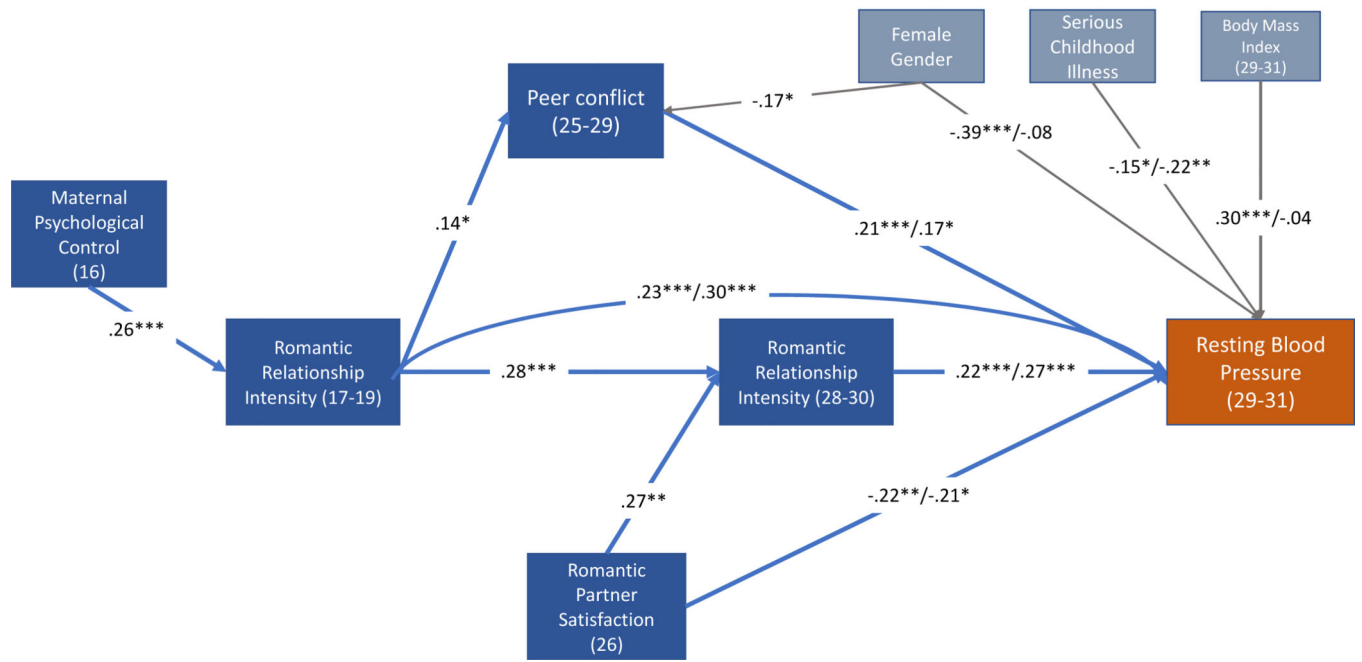 Female
Gender
Serious
Childhood
Illness
Body Mass
Index
(29-31)
Peer conflict
(25-29)
-.17*
-.39***/-.08
-.15*/-.22**
.30***/-.04
Maternal
Psychological
Control
(16)
.14*
.21***/.17*
.26***
.23***/.30***
Romantic
Relationship
Intensity (17-19)
.28***
Romantic
Relationship
Intensity (28-30)
.22***/.27***
Resting Blood
Pressure
(29-31)
.27**
-.22**/-.21*
Romantic
Partner
Satisfaction
(26)